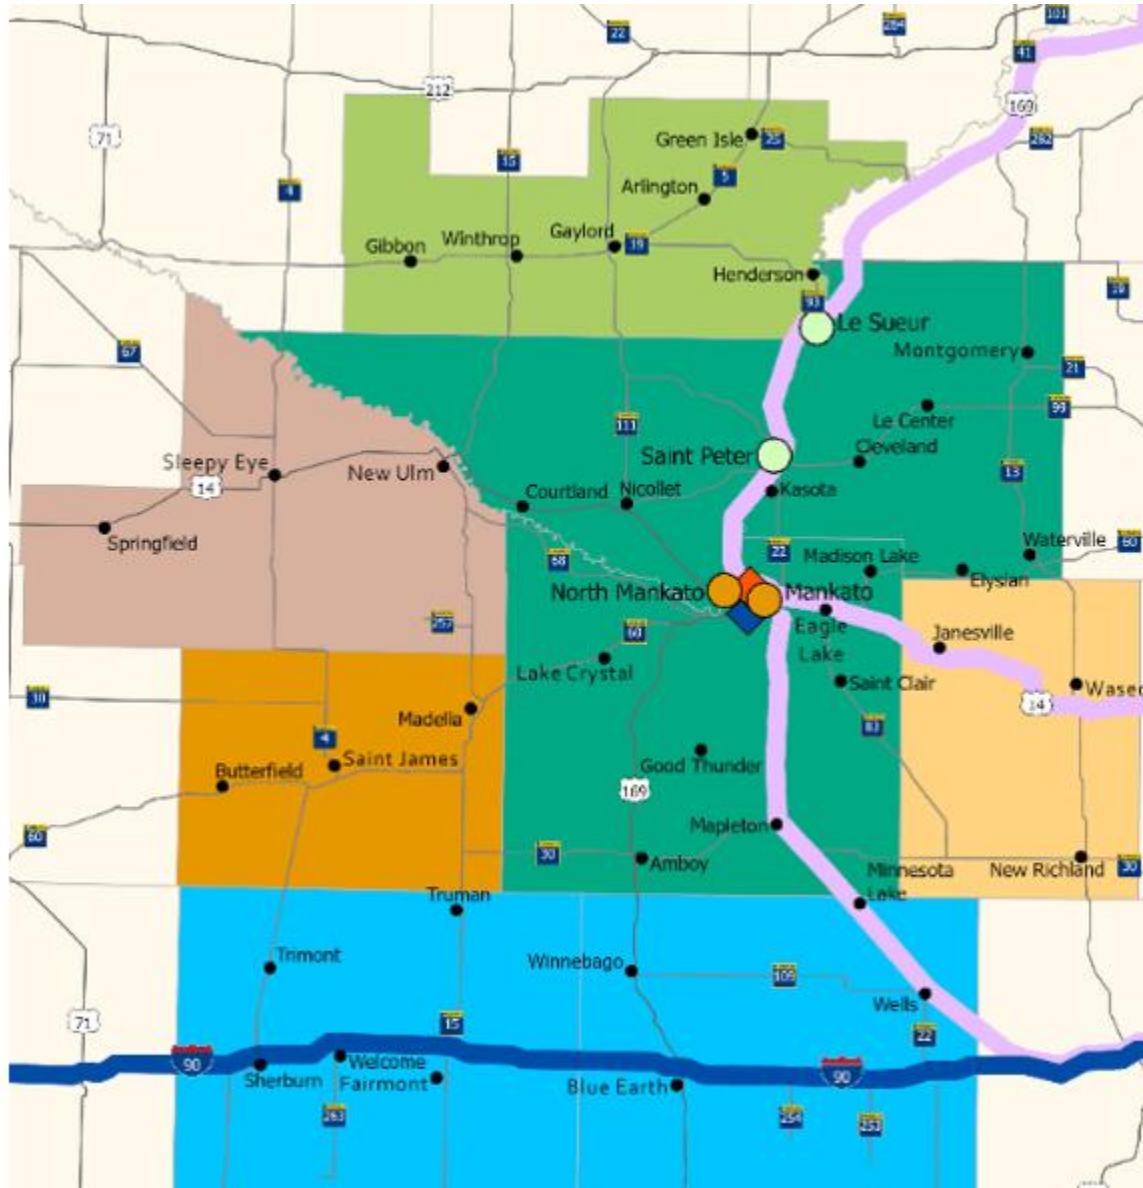 101
22
284
41
212
169
71
15
Green Isle
25
282
4
5
Arlington
Gibbon
Winthrop
Gaylord
19
Henderson
93
19
Le Sueur
67
Montgomery
21
Le Center
99
111
Saint Peter
Cleveland
Sleepy Eye
New Ulm
14
13
Courtland
Nicollet
Kasota
Springfield
22
Waterville
60
68
Madison Lake
Elysian
North Mankato
Mankato
257
60
Eagle
Lake
Janesville
Lake Crystal
Saint Clair
Wasec
30
14
Madelia
4
83
Saint James
Good Thunder
Butterfield
169
Mapleton
60
30
Amboy
Minnesota
Lake
New Richland
30
Truman
Trimont
Winnebago
109
Wells
71
15
22
90
Welcome
90
Sherburn
Fairmont
Blue Earth
263
254
253